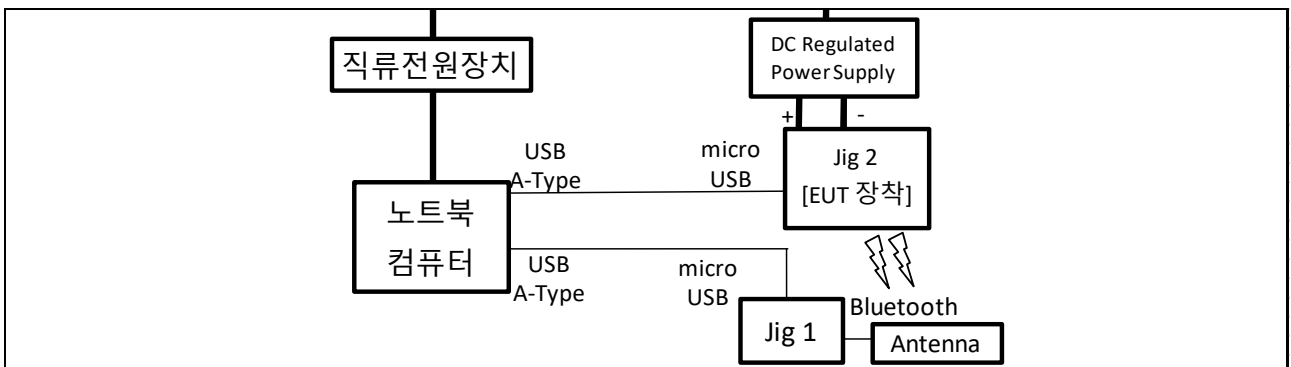 직류전원장치
DC Regulated
Power Supply
+ -
USB
A-Type
micro
USB
Jig 2
[EUT 장착]
노트북
컴퓨터
USB
A-Type
micro
USB
Bluetooth
Jig 1
Antenna